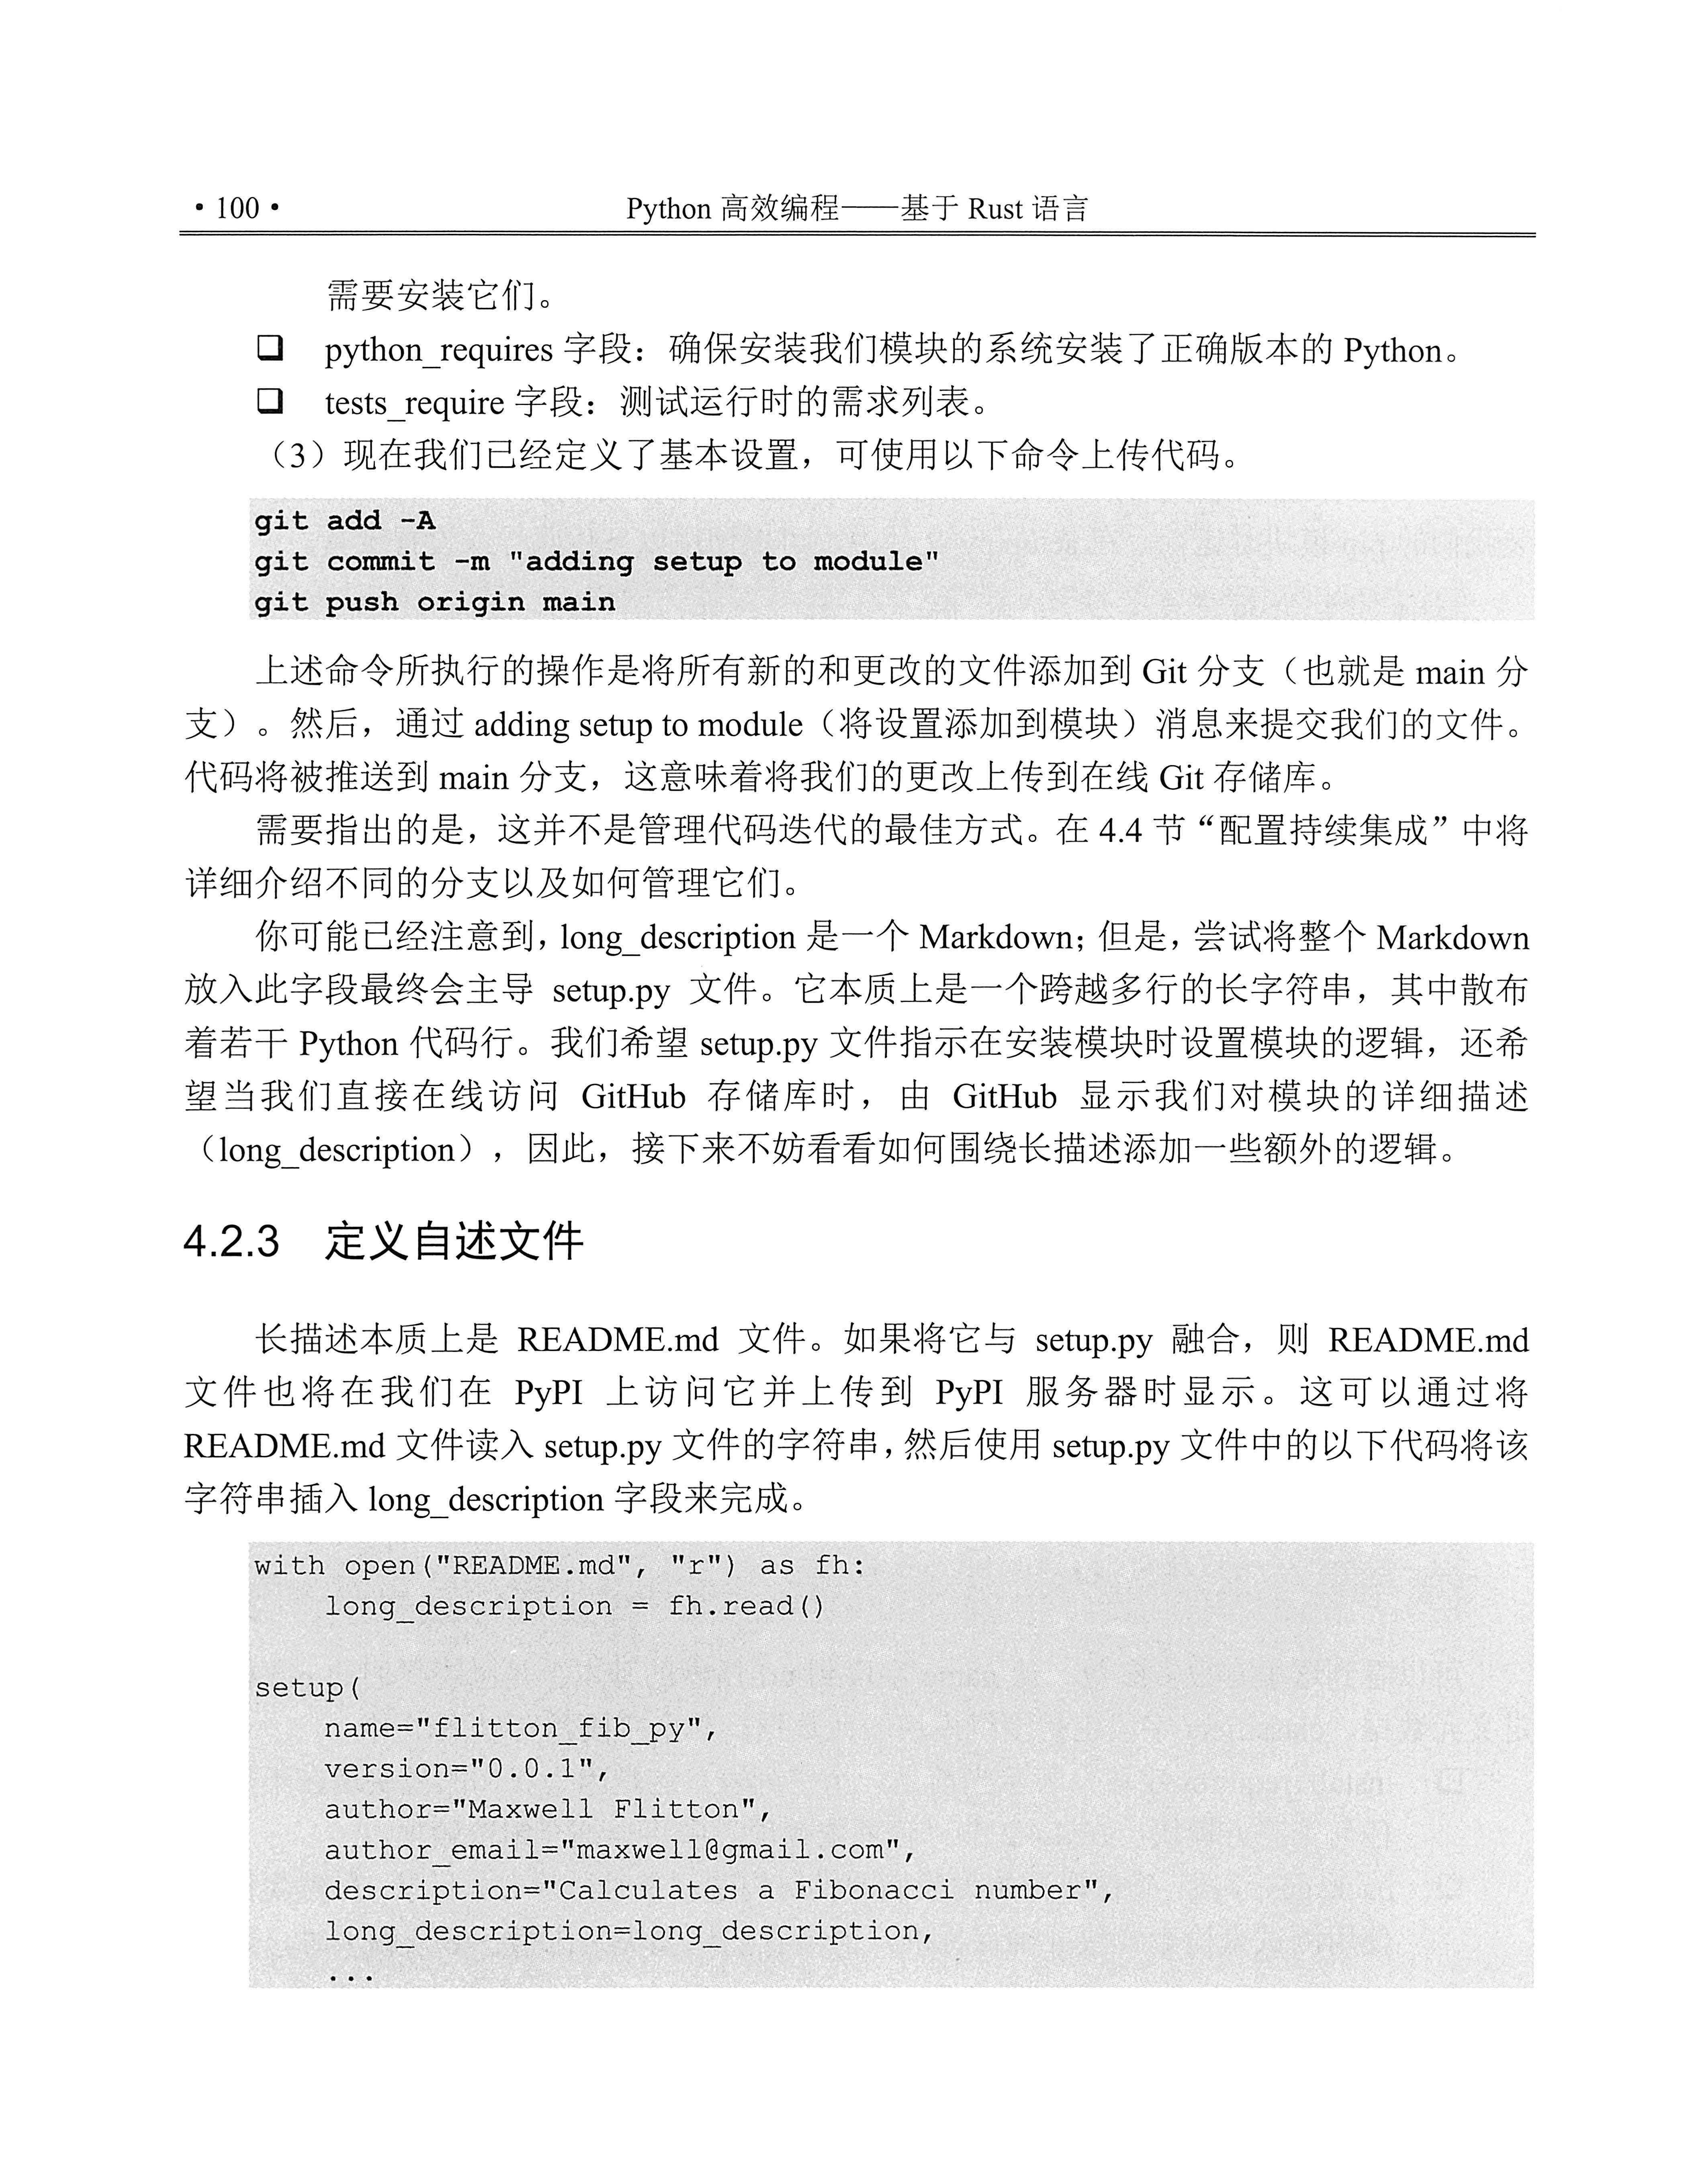 • 100 •
Python 高效编程——基于 Rust 语言
需要安装它们。
❑ python_requires 字段：确保安装我们模块的系统安装了正确版本的 Python。
❑ tests_require 字段：测试运行时的需求列表。
（3）现在我们已经定义了基本设置，可使用以下命令上传代码。
git add -A
git commit -m "adding setup to module"
git push origin main
上述命令所执行的操作是将所有新的和更改的文件添加到 Git 分支（也就是 main 分
支）。然后，通过 adding setup to module（将设置添加到模块）消息来提交我们的文件。
代码将被推送到 main 分支，这意味着将我们的更改上传到在线 Git 存储库。
需要指出的是，这并不是管理代码迭代的最佳方式。在 4.4 节“配置持续集成”中将
详细介绍不同的分支以及如何管理它们。
你可能已经注意到，long_description 是一个 Markdown；但是，尝试将整个 Markdown
放入此字段最终会主导 setup.py 文件。它本质上是一个跨越多行的长字符串，其中散布
着若干 Python 代码行。我们希望 setup.py 文件指示在安装模块时设置模块的逻辑，还希
望当我们直接在线访问 GitHub 存储库时，由 GitHub 显示我们对模块的详细描述
（long_description），因此，接下来不妨看看如何围绕长描述添加一些额外的逻辑。
4.2.3 定义自述文件
长描述本质上是 README.md 文件。如果将它与 setup.py 融合，则 README.md
文件也将在我们在 PyPI 上访问它并上传到 PyPI 服务器时显示。这可以通过将
README.md 文件读入 setup.py 文件的字符串，然后使用 setup.py 文件中的以下代码将该
字符串插入 long_description 字段来完成。
with open("README.md", "r") as fh:
    long_description = fh.read()
setup(
    name="flitton_fib_py",
    version="0.0.1",
    author="Maxwell Flitton",
    author_email="maxwell@gmail.com",
    description="Calculates a Fibonacci number",
    long_description=long_description,
    ...